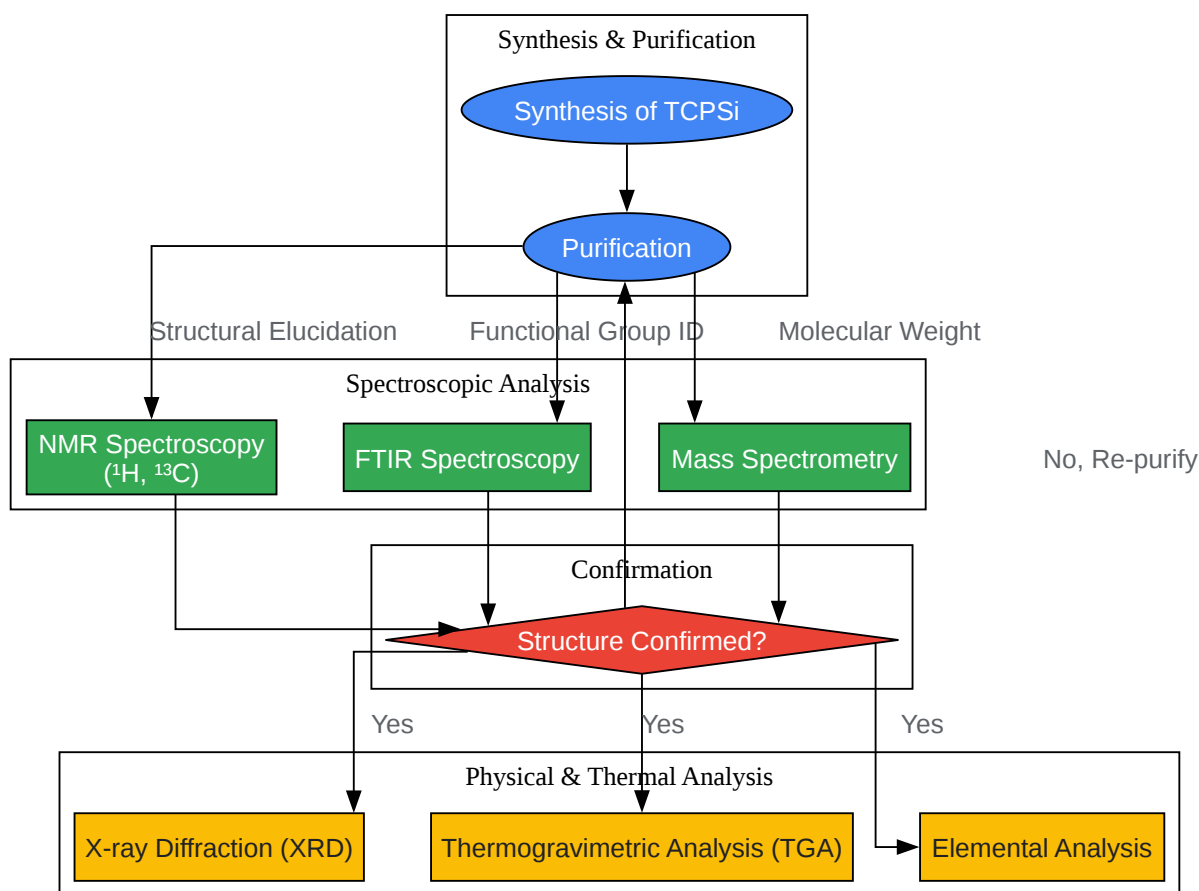 Synthesis & Purification
Synthesis of TCPSi
Purification
Structural Elucidation
Functional Group ID
Molecular Weight
Spectroscopic Analysis
NMR Spectroscopy
(¹H, ¹³C)
FTIR Spectroscopy
Mass Spectrometry
No, Re-purify
Confirmation
Structure Confirmed?
Yes
Yes
Yes
Physical & Thermal Analysis
X-ray Diffraction (XRD)
Thermogravimetric Analysis (TGA)
Elemental Analysis